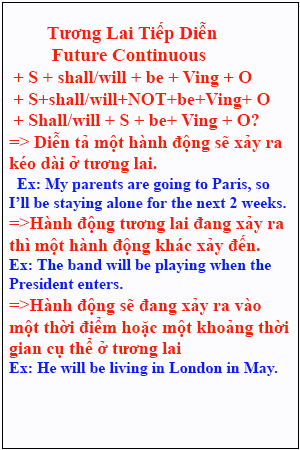 Tương Lai Tiếp Diễn
Future Continuous
+ S + shall/will + be + Ving + O
+ S+shall/will+NOT+be+Ving+ O
+ Shall/will + S + be+ Ving + O?
=> Diễn tả một hành động sẽ xảy ra
kéo dài ở tương lai.
Ex: My parents are going to Paris, so
I’ll be staying alone for the next 2 weeks.
=>Hành động tương lai đang xảy ra
thì một hành động khác xảy đến.
Ex: The band will be playing when the
President enters.
=>Hành động sẽ đang xảy ra vào
một thời điểm hoặc một khoảng thời
gian cụ thể ở tương lai
Ex: He will be living in London in May.